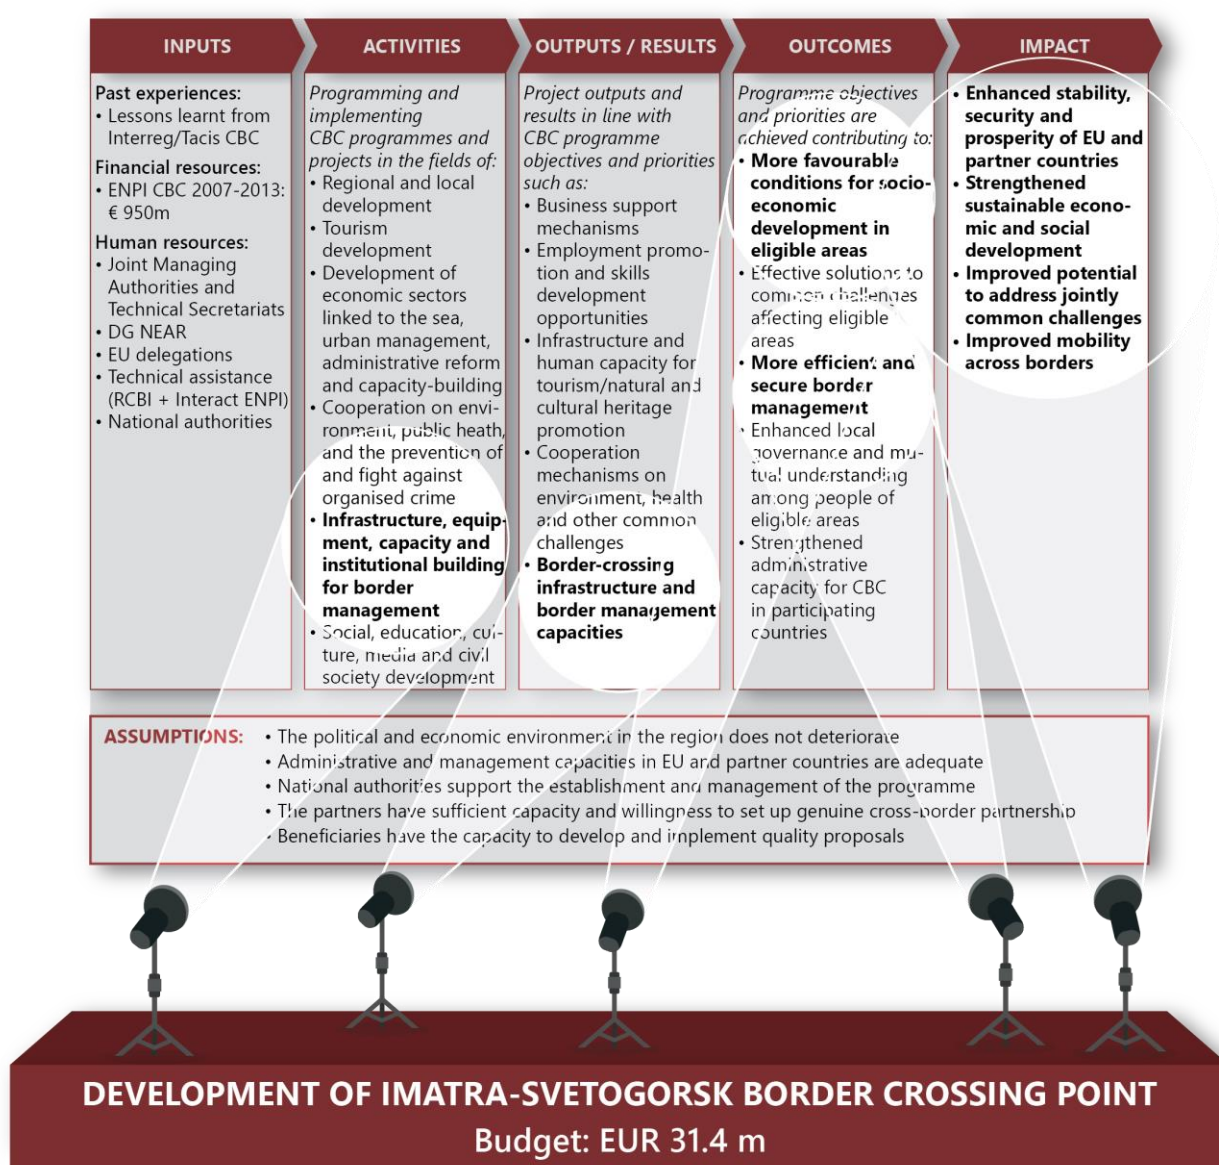 INPUTS
Past experiences:
• Lessons learnt from
Interreg/Tacis CBC
Financial resources:
• ENPI CBC 2007-2013:
€ 950m
Human resources:
• Joint Managing
Authorities and
Technical Secretariats
• DG NEAR
• EU delegations
• Technical assistance
(RCBI + Interact ENPI)
• National authorities
ACTIVITIES
Programming and
implementing
CBC programmes and
projects in the fields of:
• Regional and local
development
• Tourism
development
• Development of
economic sectors
linked to the sea,
urban management,
administrative reform
and capacity-building
• Cooperation on envi-
ronment, public heath,
and the prevention of
and fight against
organised crime
• Infrastructure, equip-
ment, capacity and
institutional building
for border
management
• Social, education, cul-
ture, media and civil
society development
OUTPUTS / RESULTS
Project outputs and
results in line with
CBC programme
objectives and priorities
such as:
• Business support
mechanisms
• Employment promo-
tion and skills
development
opportunities
• Infrastructure and
human capacity for
tourism/natural and
cultural heritage
promotion
• Cooperation
mechanisms on
environment, health
and other common
challenges
• Border-crossing
infrastructure and
border management
capacities
OUTCOMES
Programme objectives
and priorities are
achieved contributing to:
• More favourable
conditions for socio-
economic
development in
eligible areas
• Effective solutions to
common challenges
affecting eligible
areas
• More efficient and
secure border
management
• Enhanced local
governance and mu-
tual understanding
among people of
eligible areas
• Strengthened
administrative
capacity for CBC
in participating
countries
IMPACT
• Enhanced stability,
security and
prosperity of EU and
partner countries
• Strengthened
sustainable econo-
mic and social
development
• Improved potential
to address jointly
common challenges
• Improved mobility
across borders
ASSUMPTIONS: • The political and economic environment in the region does not deteriorate
• Administrative and management capacities in EU and partner countries are adequate
• National authorities support the establishment and management of the programme
• The partners have sufficient capacity and willingness to set up genuine cross-border partnership
• Beneficiaries have the capacity to develop and implement quality proposals
DEVELOPMENT OF IMATRA-SVETOGORSK BORDER CROSSING POINT
Budget: EUR 31.4 m